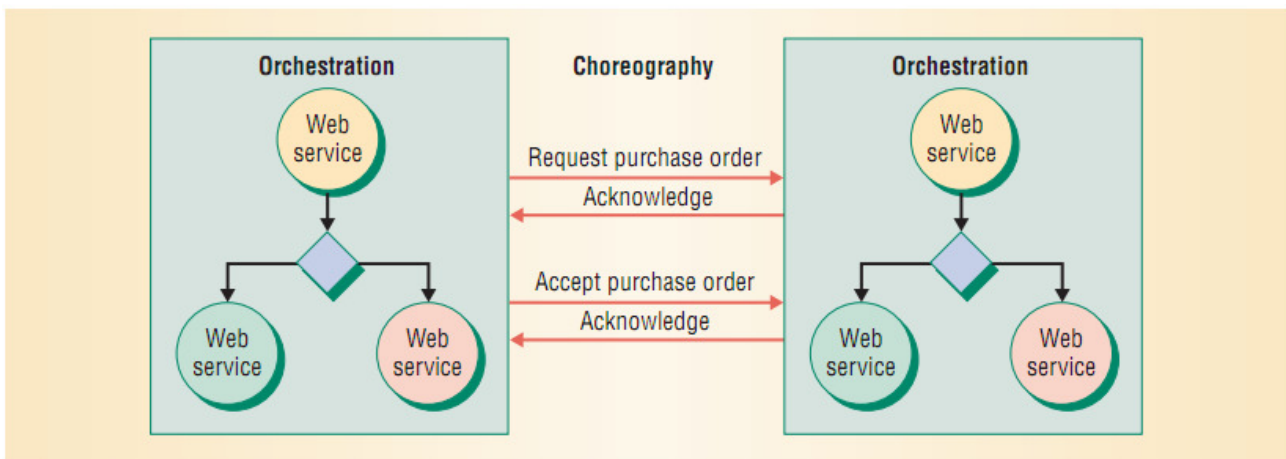 Orchestration
Choreography
Orchestration
Web
service
Web
service
Request purchase order
Acknowledge
Accept purchase order
Acknowledge
Web
service
Web
service
Web
service
Web
service